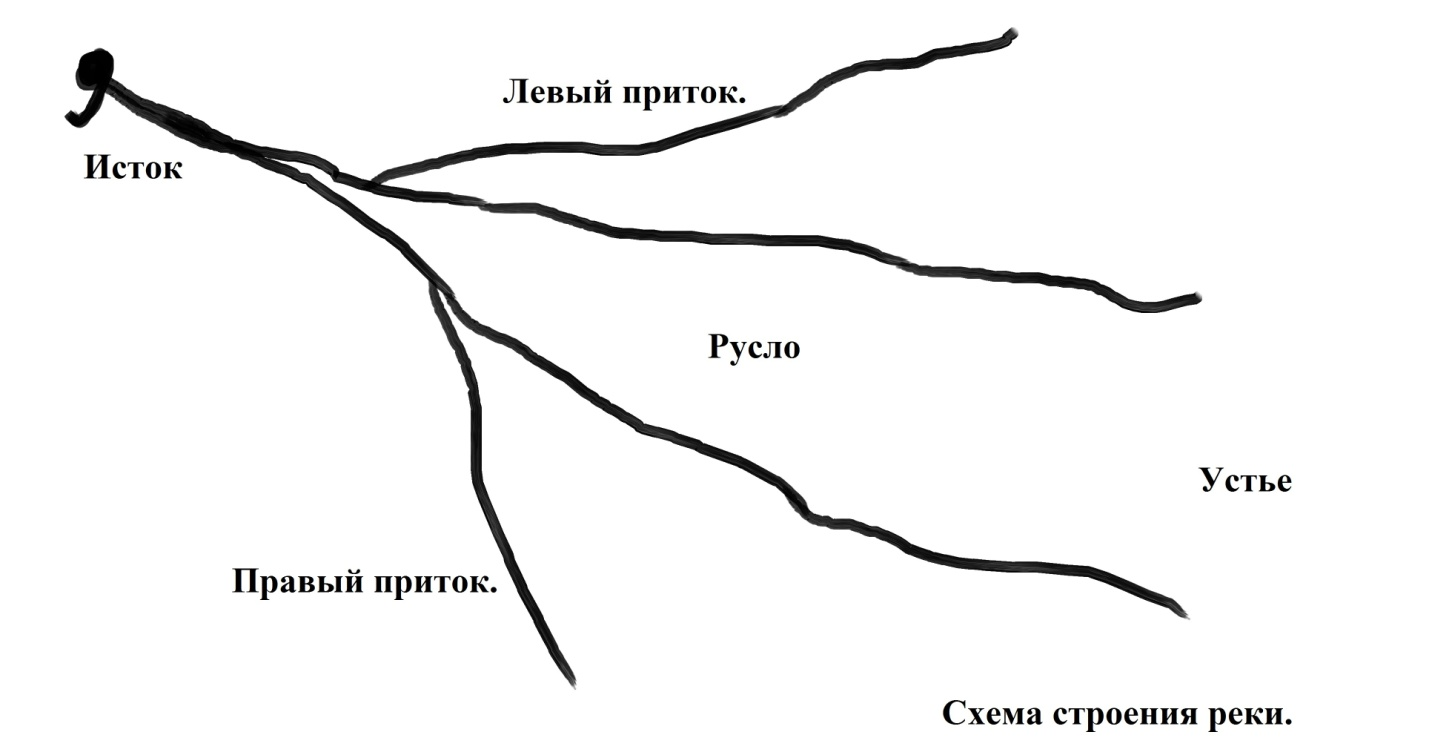 Левый приток.
Исток
Русло
Устье
Правый приток.
Схема строения реки.